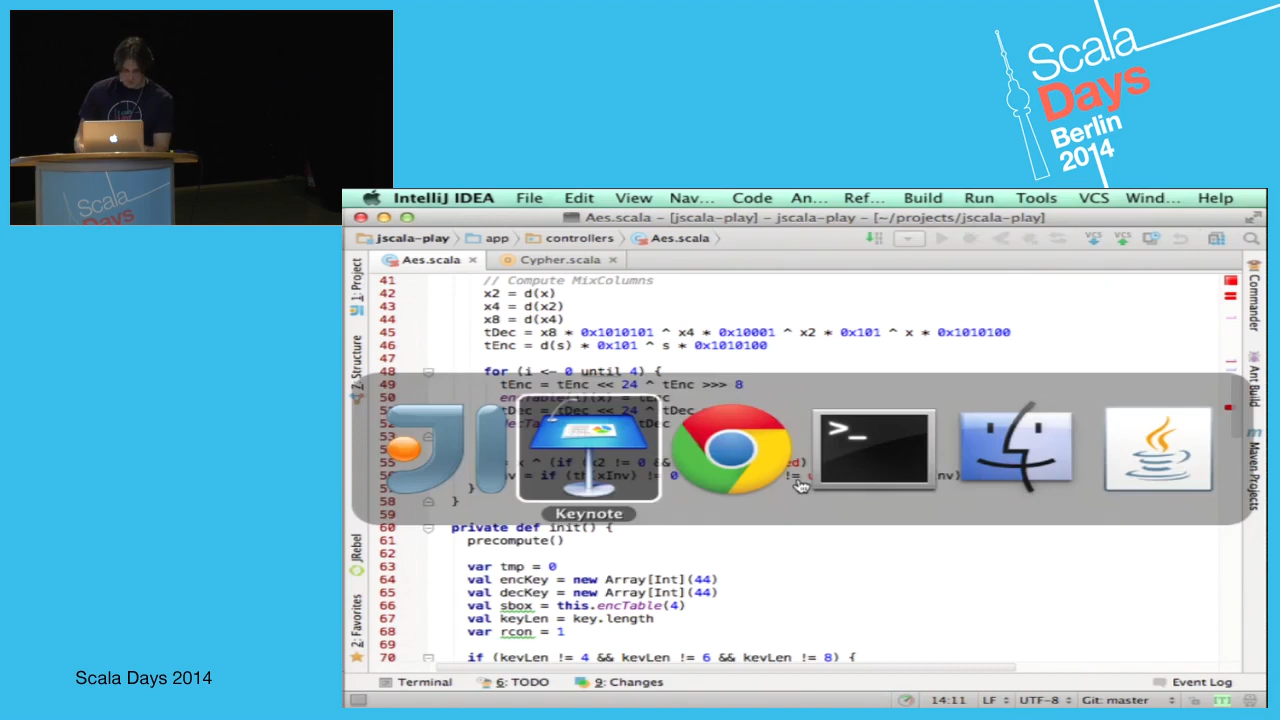 Scala
Days
Berlin
2014
Scala
Days
IntelliJ IDEA File Edit View Nav... Code An... Ref... Build Run Tools VCS Wind... Help
Aes.scala - [jscala-play] - jscala-play - [~/projects/jscala-play]
jscala-play app controllers Aes.scala
VCS VCS
Aes.scala × Cypher.scala ×
1: Project
Z: Structure
JRebel
2: Favorites
Commander
Ant Build
Maven Projects
41 // Compute MixColumns
42 x2 = d(x)
43 x4 = d(x2)
44 x8 = d(x4)
45 tDec = x8 * 0x1010101 ^ x4 * 0x10001 ^ x2 * 0x101 ^ x * 0x1010100
46 tEnc = d(s) * 0x101 ^ s * 0x1010100
47
48 for (i <- 0 until 4) {
49 tEnc = tEnc << 24 ^ tEnc >>> 8
>_
Keynote
58 }
59
60 private def init() {
61 precompute()
62
63 var tmp = 0
64 val encKey = new Array[Int](44)
65 val decKey = new Array[Int](44)
66 val sbox = this.encTable(4)
67 val keyLen = key.length
68 var rcon = 1
69
70 if (keyLen != 4 && keyLen != 6 && keyLen != 8) {
Terminal 6: TODO 9: Changes Event Log
14:11 LF UTF-8 Git: master
Scala Days 2014